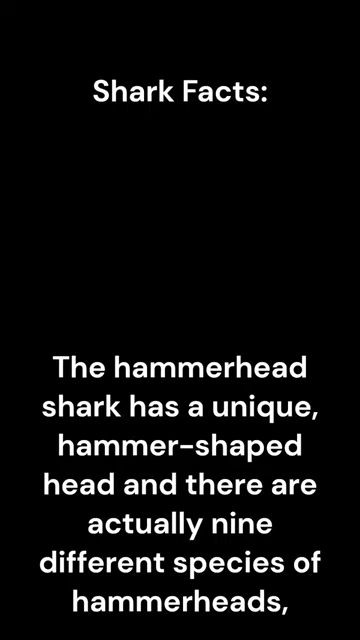 Shark Facts:
The hammerhead
shark has a unique,
hammer-shaped
head and there are
actually nine
different species of
hammerheads,